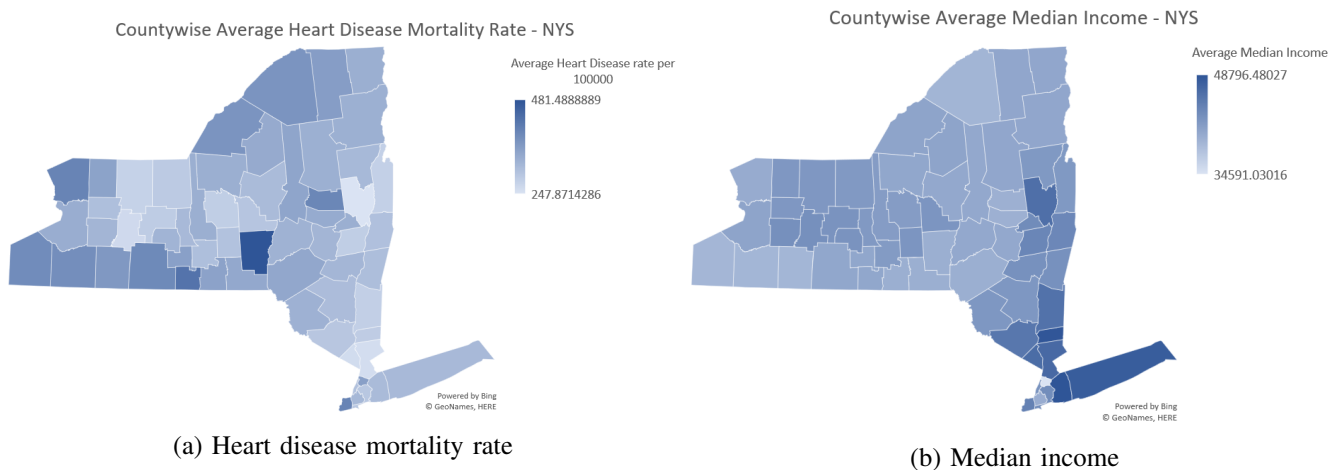 Countywise Average Heart Disease Mortality Rate - NYS
Average Heart Disease rate per
100000
481.4888889
247.8714286
Powered by Bing
© GeoNames, HERE
(a) Heart disease mortality rate
Countywise Average Median Income - NYS
Average Median Income
48796.48027
34591.03016
Powered by Bing
© GeoNames, HERE
(b) Median income